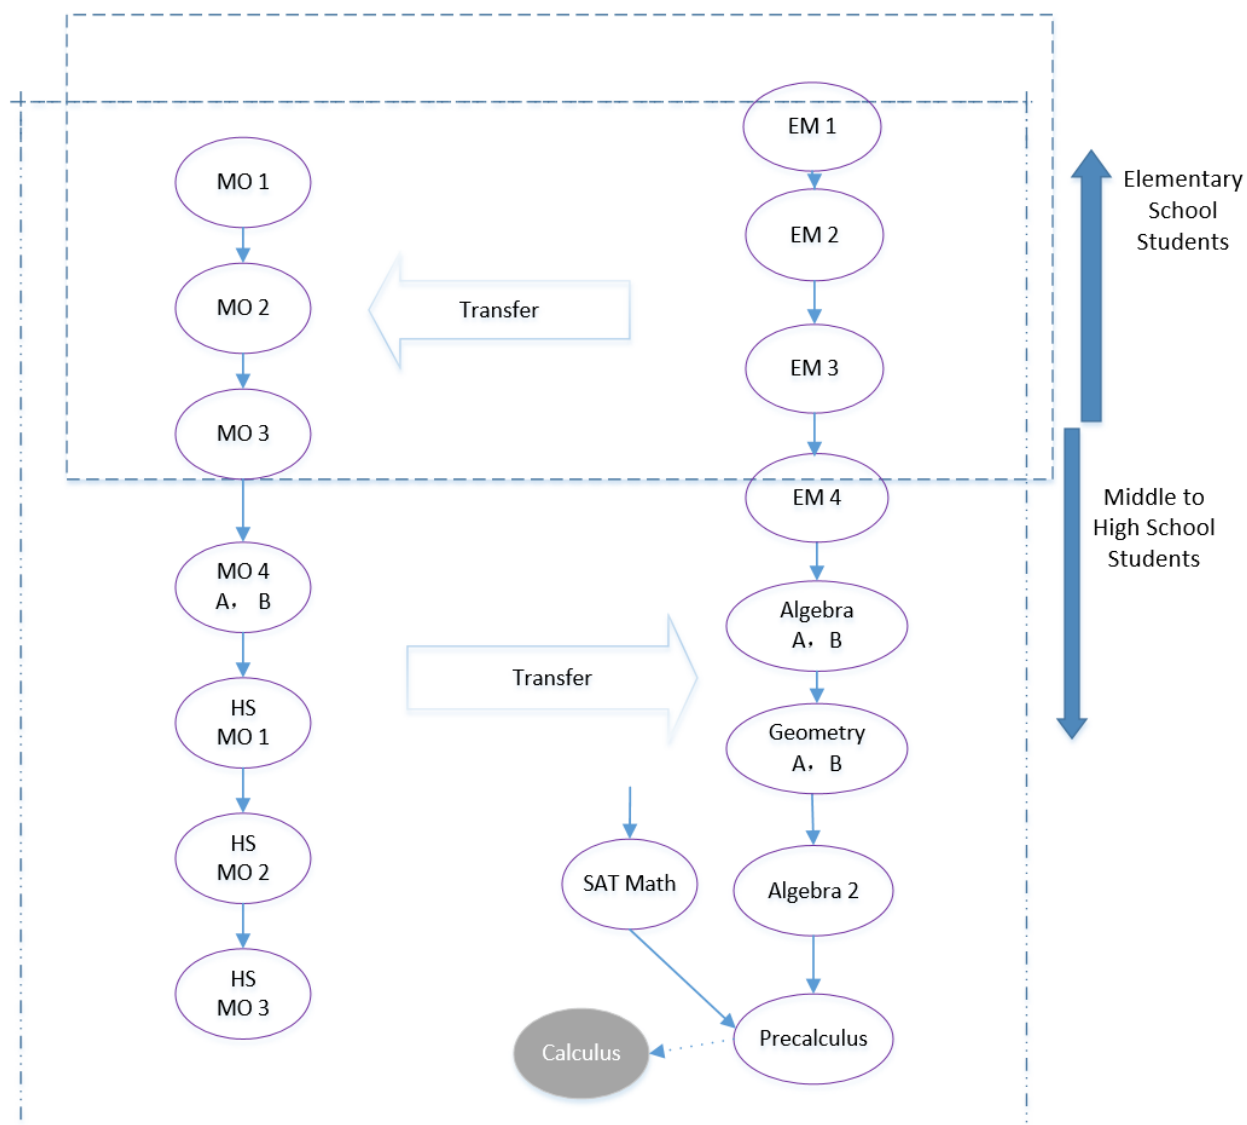 EM 1
MO 1
Elementary
School
Students
EM 2
MO 2
Transfer
EM 3
MO 3
EM 4
Middle to
High School
Students
MO 4
A， B
Algebra
A，B
Transfer
HS
MO 1
Geometry
A，B
HS
MO 2
SAT Math
Algebra 2
HS
MO 3
Calculus
Precalculus